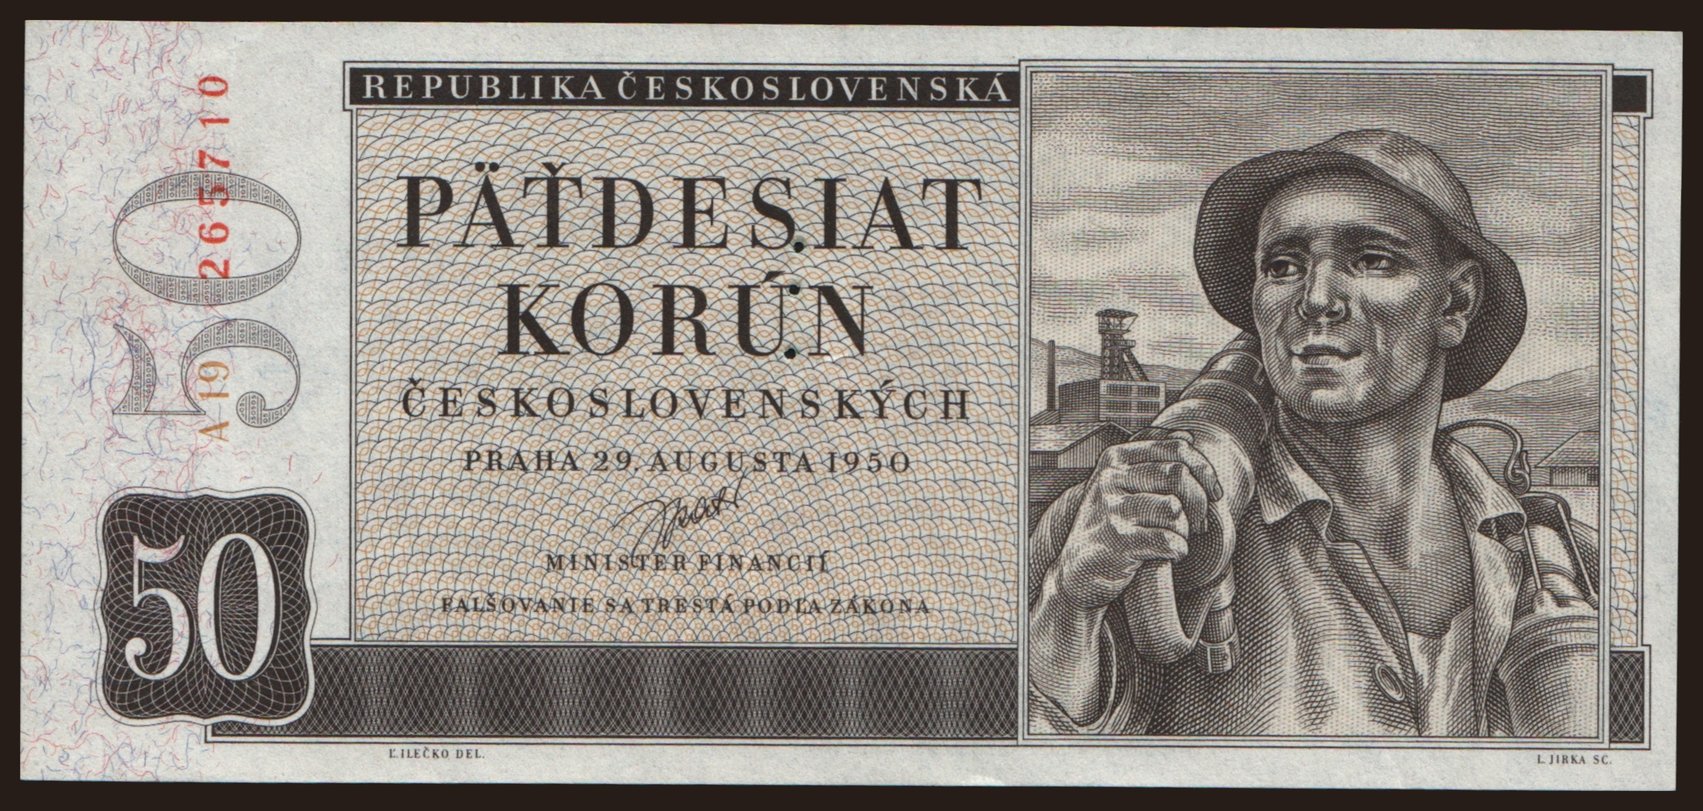 REPUBLIKA ČESKOSLOVENSKÁ
PÄŤDESIAT
KORÚN
ČESKOSLOVENSKÝCH
PRAHA 29. AUGUSTA 1950
MINISTER FINANCIÍ
FALŠOVANIE SA TRESTÁ PODĽA ZÁKONA
50
A 19 265710
50
Ľ. ILEČKO DEL.
L. JIRKA SC.